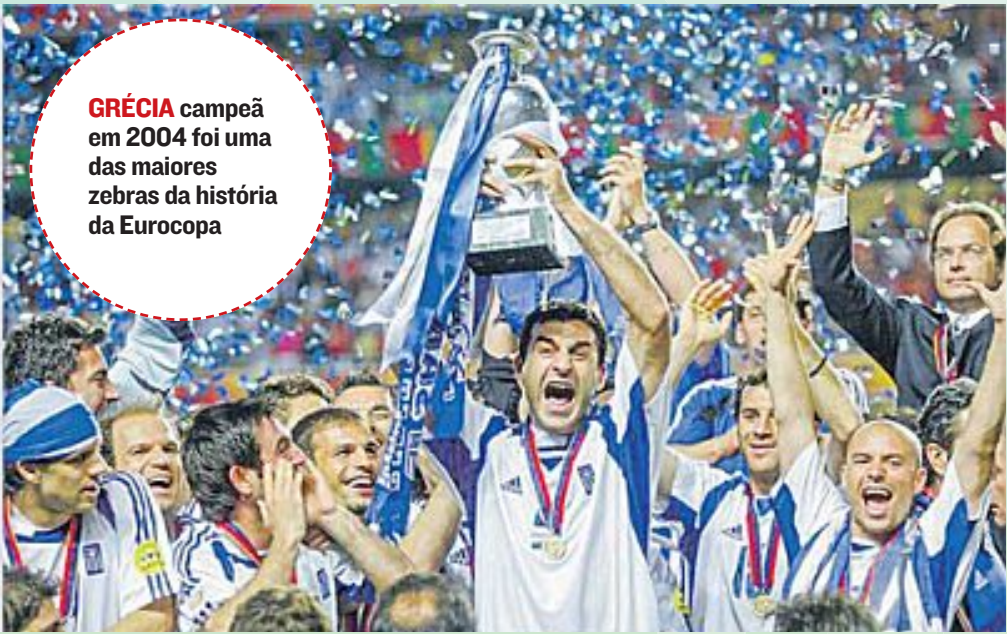 GRÉCIA campeã
em 2004 foi uma
das maiores
zebras da história
da Eurocopa